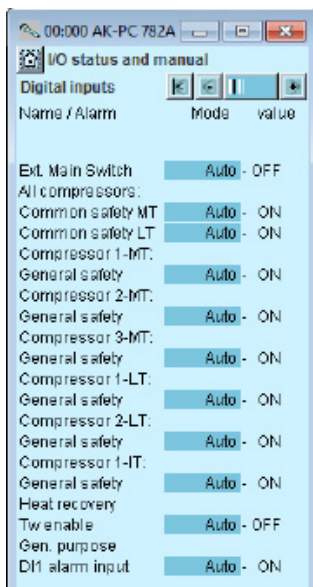 00:000 AK-PC 782A
I/O status and manual
Digital inputs
Name / Alarm Mode value
Ext. Main Switch Auto - OFF
All compressors:
Common safety MT Auto - ON
Common safety LT Auto - ON
Compressor 1-MT:
General safety Auto - ON
Compressor 2-MT:
General safety Auto - ON
Compressor 3-MT:
General safety Auto - ON
Compressor 1-LT:
General safety Auto - ON
Compressor 2-LT:
General safety Auto - ON
Compressor 1-IT:
General safety Auto - ON
Heat recovery
Tw enable Auto - OFF
Gen. purpose
DI1 alarm input Auto - ON